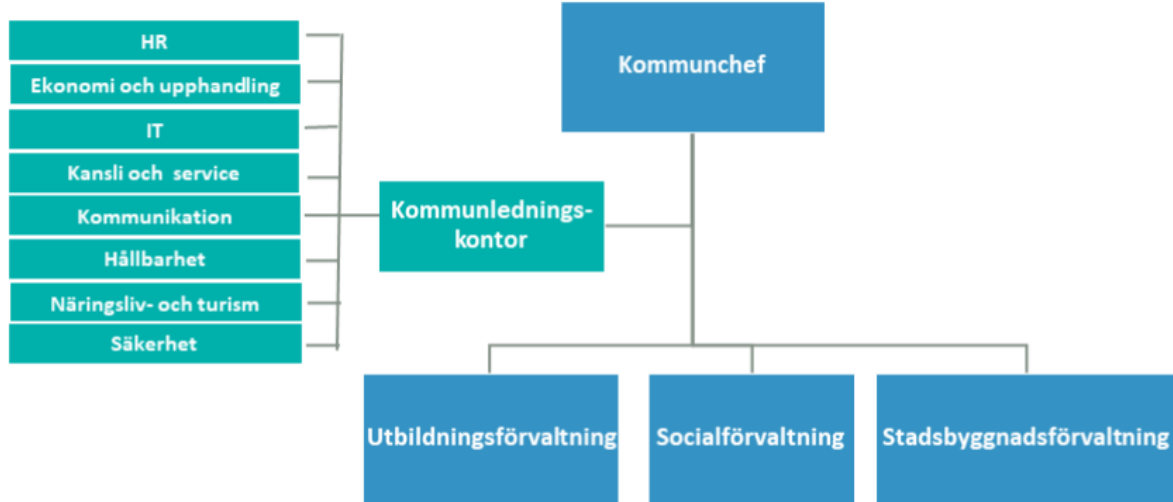 HR
Ekonomi och upphandling
IT
Kansli och service
Kommunikation
Hållbarhet
Näringsliv- och turism
Säkerhet
Kommunchef
Kommunlednings-
kontor
Utbildningsförvaltning
Socialförvaltning
Stadsbyggnadsförvaltning